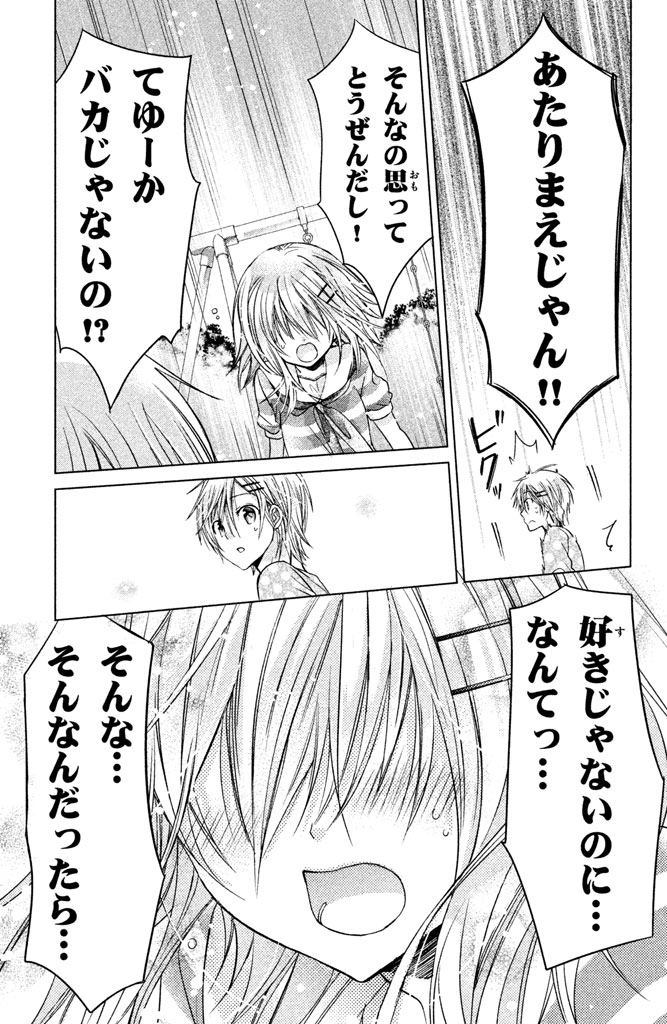 あたりまえじゃん!!
ビクッ
そんなの思って
とうぜんだし!
てゆーか
バカじゃないの!?
好きじゃないのに…
なんてっ…
そんな…
そんなんだったら…